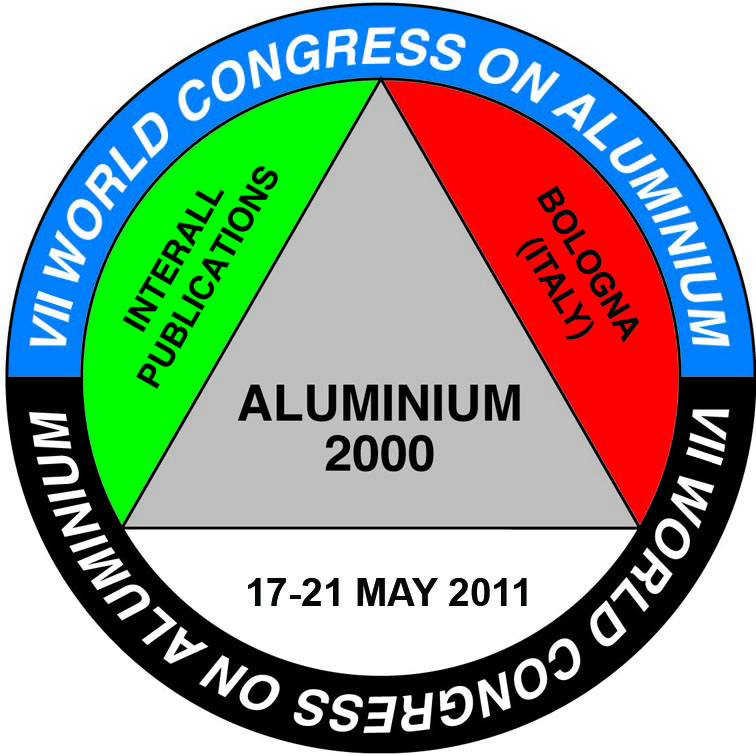 VII WORLD CONGRESS ON ALUMINIUM
INTERALL
PUBLICATIONS
BOLOGNA
(ITALY)
ALUMINIUM
2000
17-21 MAY 2011
VII WORLD CONGRESS ON ALUMINIUM